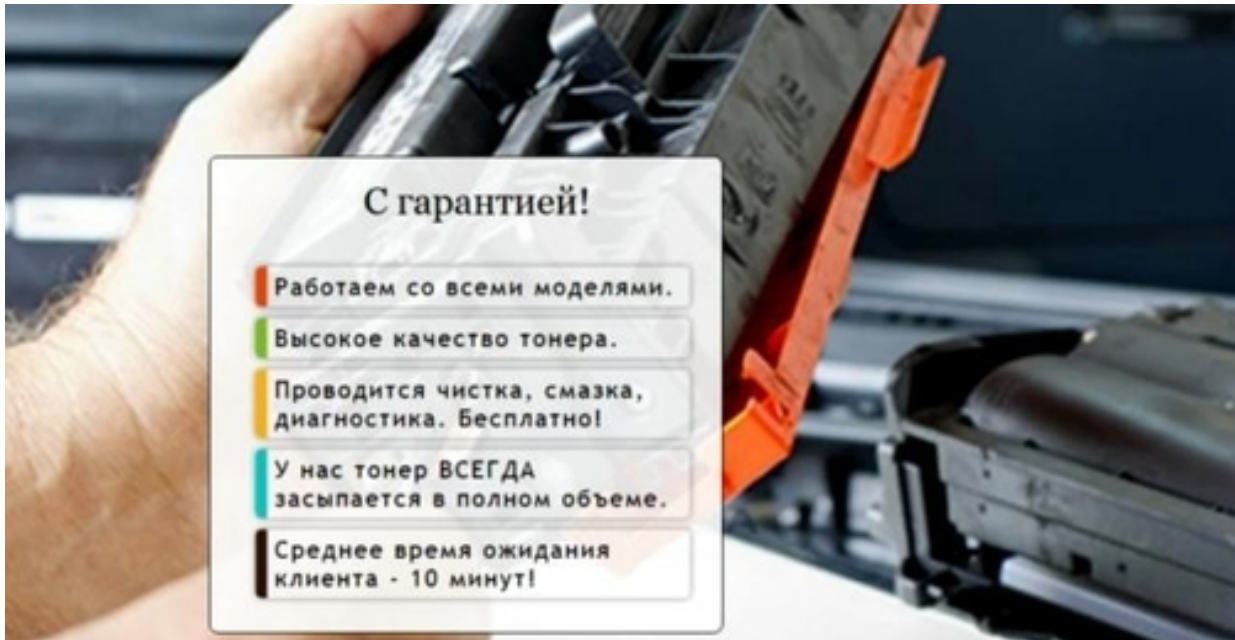 С гарантией!
Работаем со всеми моделями.
Высокое качество тонера.
Проводится чистка, смазка,
диагностика. Бесплатно!
У нас тонер ВСЕГДА
засыпается в полном объеме.
Среднее время ожидания
клиента - 10 минут!